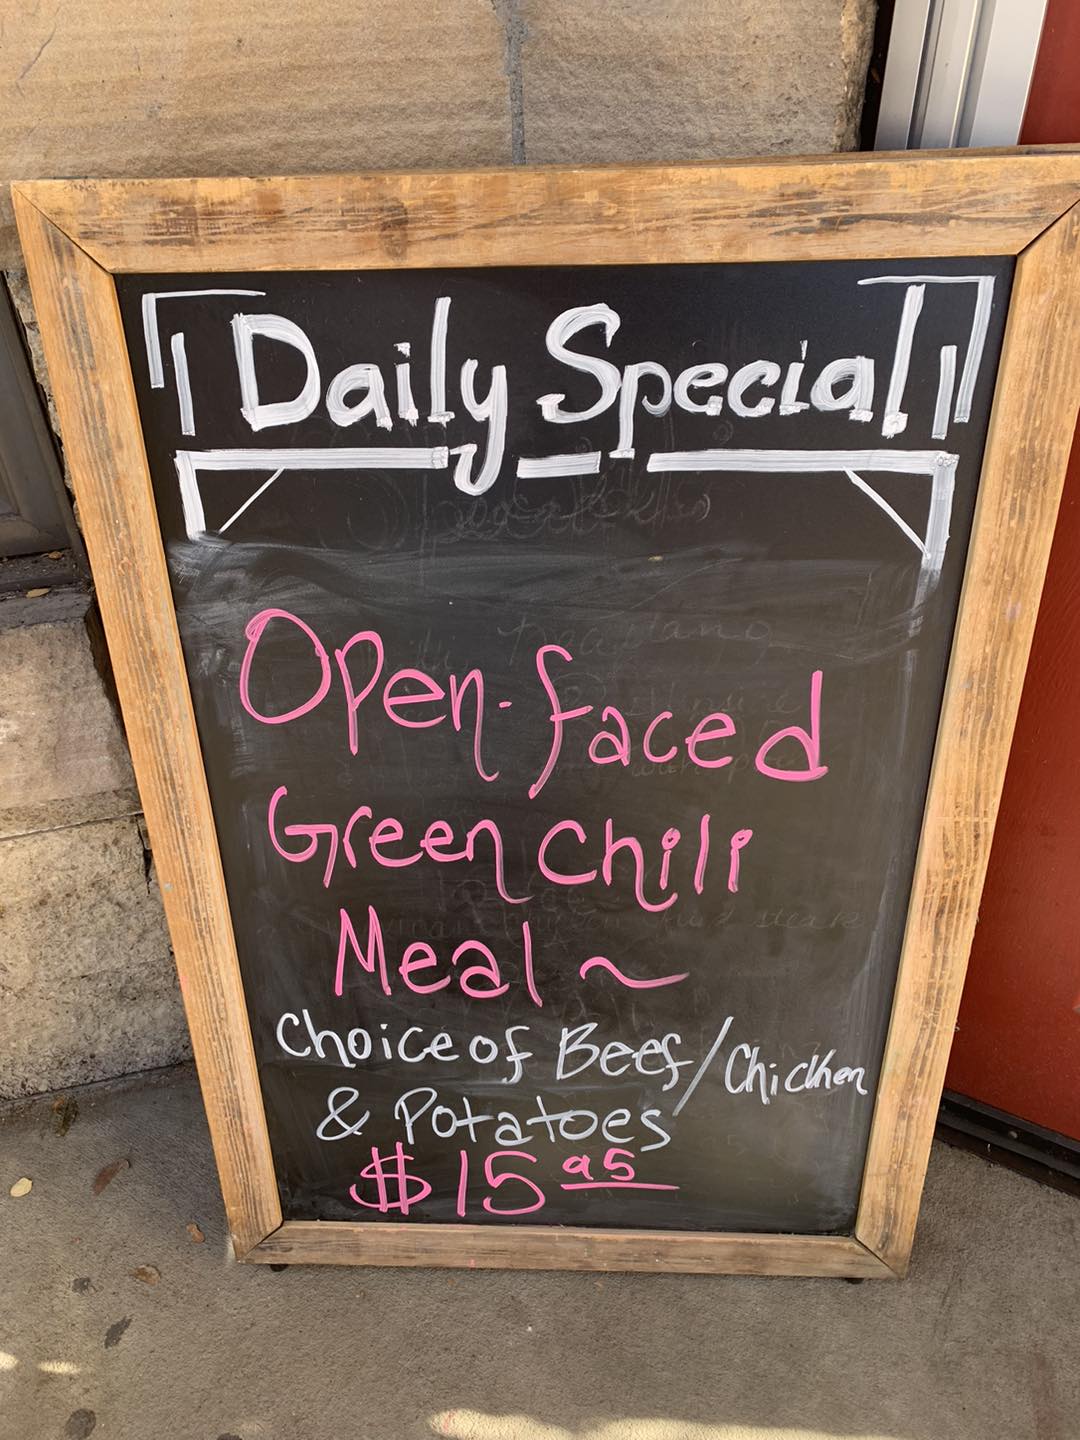 Daily Special
Open-faced
Green Chili
Meal ~
Choice of Beef/Chicken
& Potatoes
$15 95